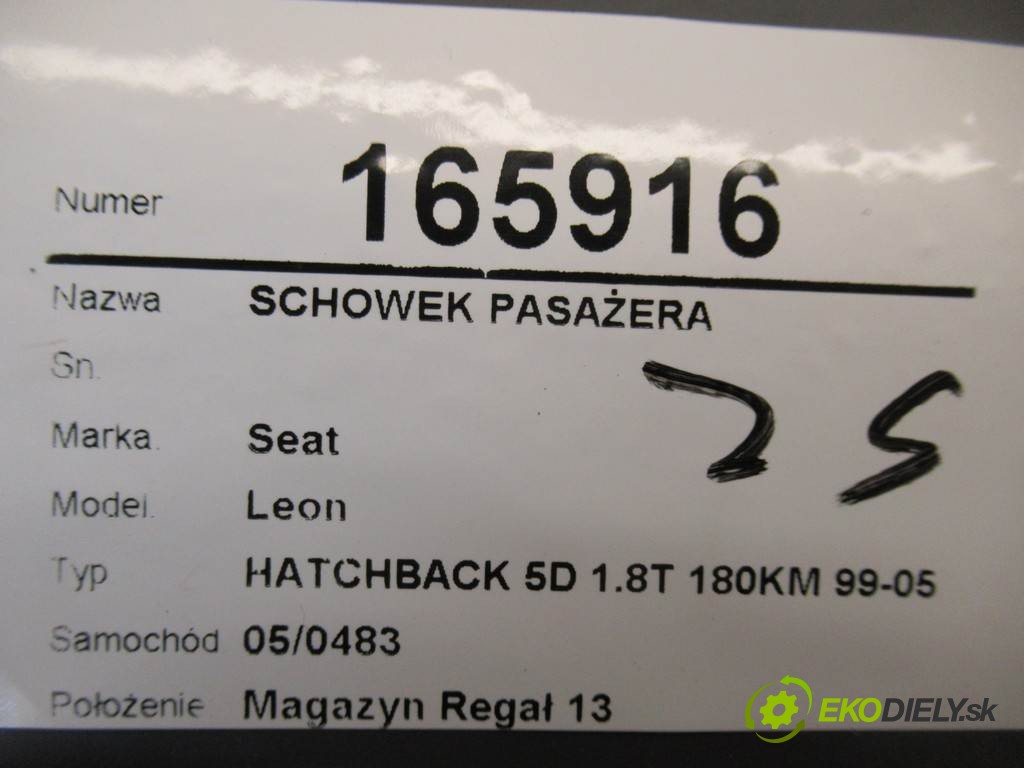 Numer 165916
Nazwa SCHOWEK PASAŻERA
Sn.
Marka. Seat
Model. Leon
Typ HATCHBACK 5D 1.8T 180KM 99-05
Samochód 05/0483
Położenie Magazyn Regał 13
EKODIELY.sk